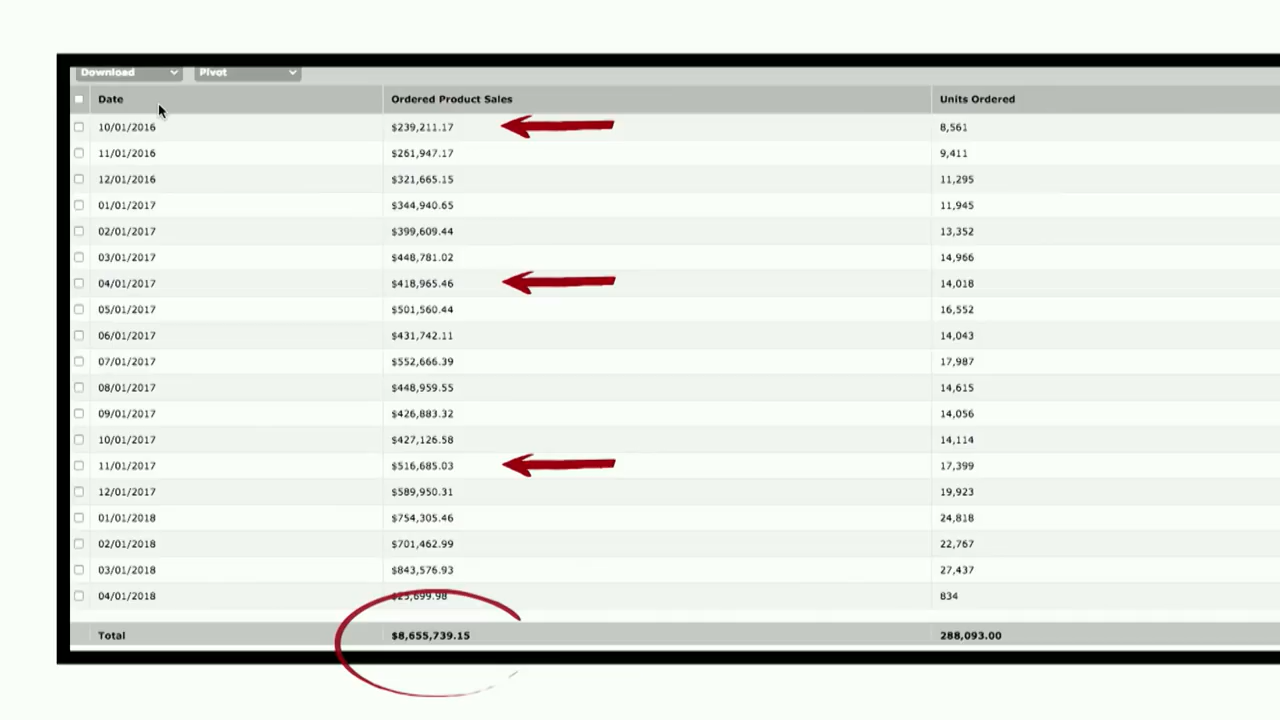 Download Pivot
Date Ordered Product Sales Units Ordered
10/01/2016 $239,211.17 8,561
11/01/2016 $261,947.17 9,411
12/01/2016 $321,665.15 11,295
01/01/2017 $344,940.65 11,945
02/01/2017 $399,609.44 13,352
03/01/2017 $448,781.02 14,966
04/01/2017 $418,965.46 14,018
05/01/2017 $501,560.44 16,552
06/01/2017 $431,742.11 14,043
07/01/2017 $552,666.39 17,987
08/01/2017 $448,959.55 14,615
09/01/2017 $426,883.32 14,056
10/01/2017 $427,126.58 14,114
11/01/2017 $516,685.03 17,399
12/01/2017 $589,950.31 19,923
01/01/2018 $754,305.46 24,818
02/01/2018 $701,462.99 22,767
03/01/2018 $843,576.93 27,437
04/01/2018 $25,699.98 834
Total $8,655,739.15 288,093.00